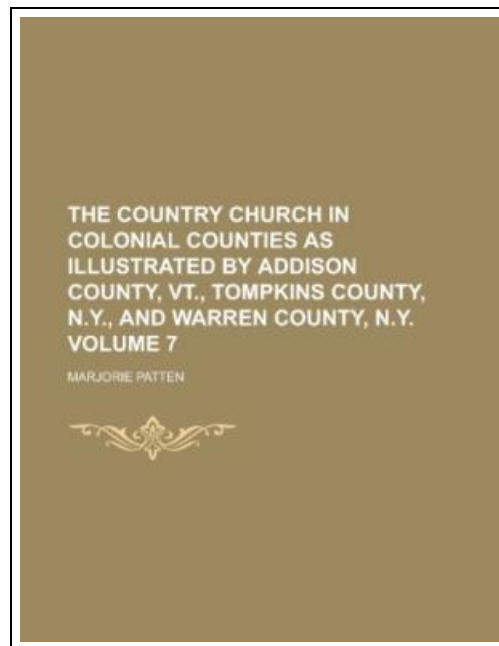 THE COUNTRY CHURCH IN
COLONIAL COUNTIES AS
ILLUSTRATED BY ADDISON
COUNTY, VT., TOMPKINS COUNTY,
N.Y., AND WARREN COUNTY, N.Y.
VOLUME 7
MARJORIE PATTEN